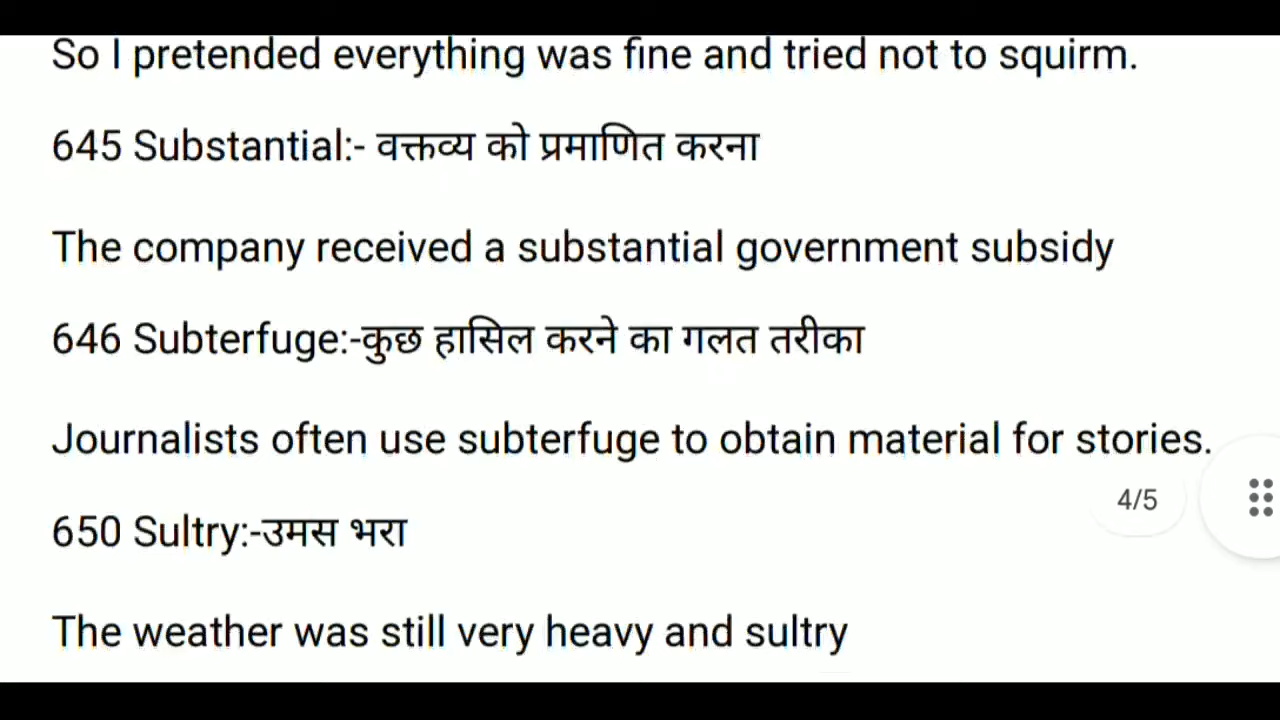 So I pretended everything was fine and tried not to squirm.
645 Substantial:- वक्तव्य को प्रमाणित करना
The company received a substantial government subsidy
646 Subterfuge:-कुछ हासिल करने का गलत तरीका
Journalists often use subterfuge to obtain material for stories.
4/5
650 Sultry:-उमस भरा
The weather was still very heavy and sultry